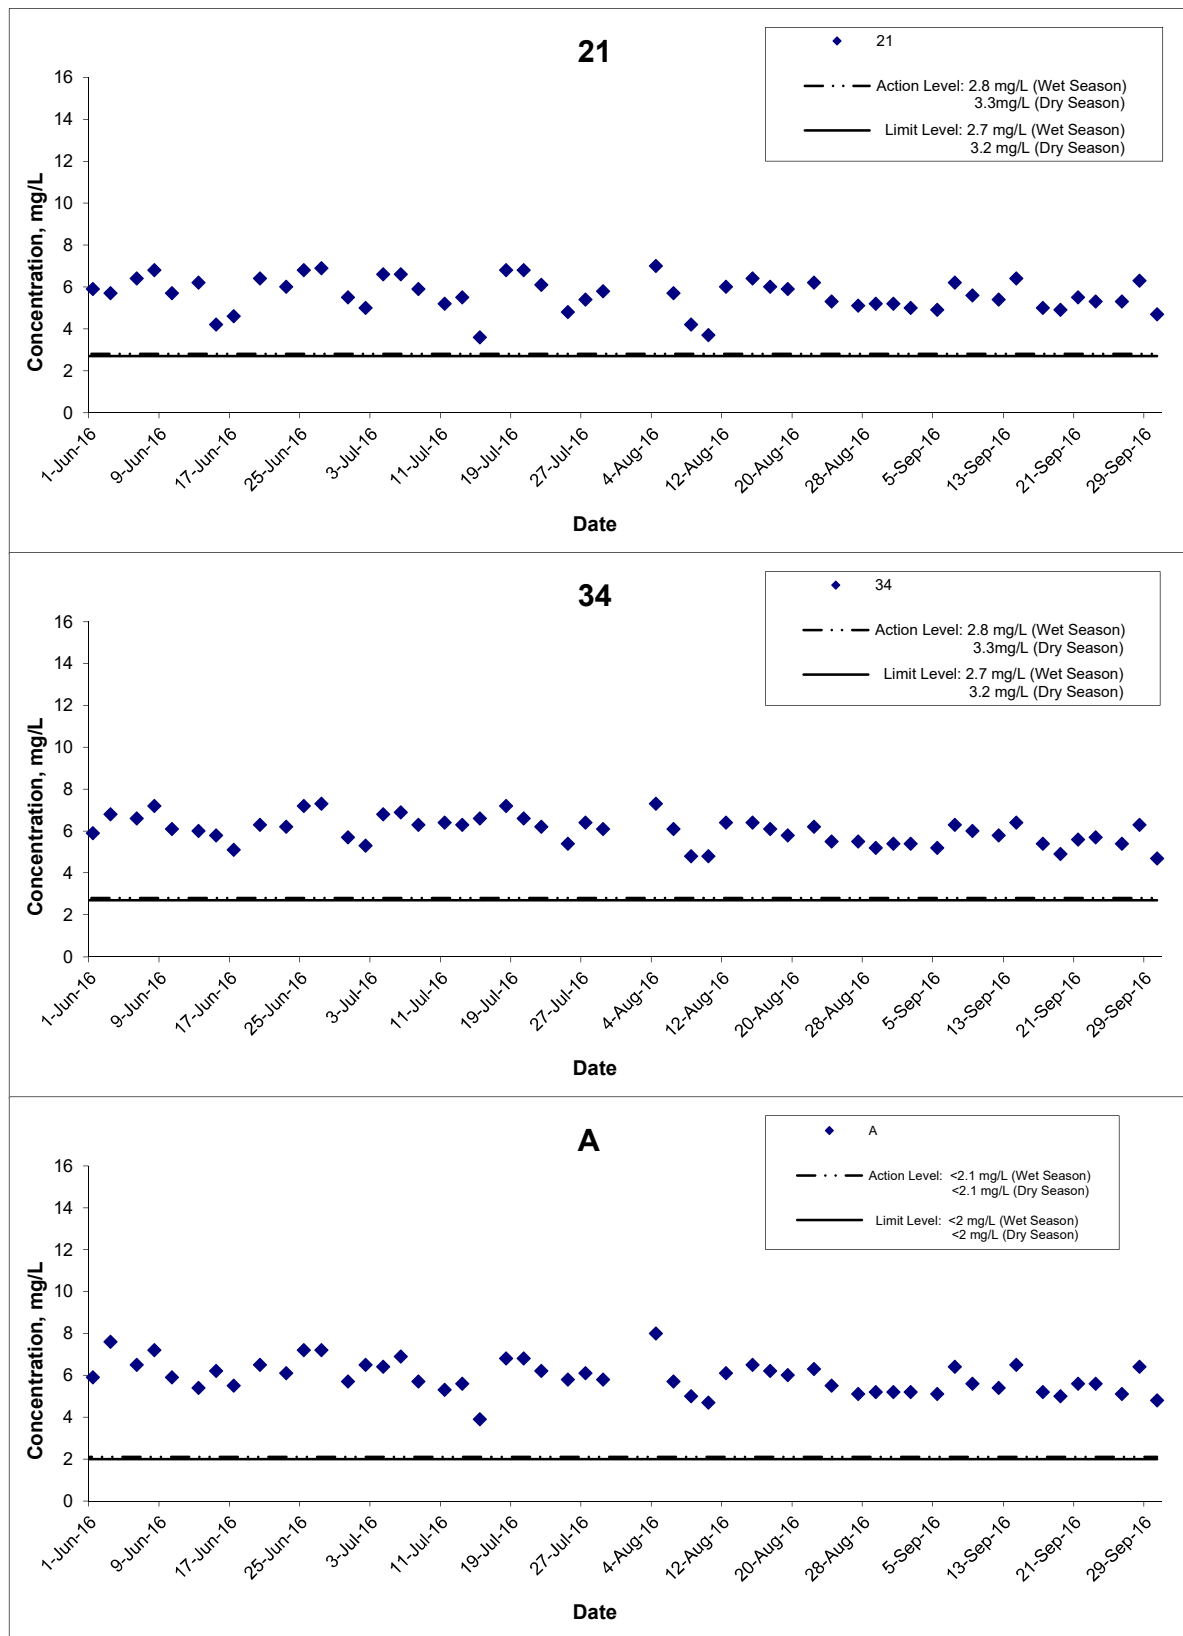 21
21
Action Level: 2.8 mg/L (Wet Season)
3.3mg/L (Dry Season)
Limit Level: 2.7 mg/L (Wet Season)
3.2 mg/L (Dry Season)
Concentration, mg/L
16
14
12
10
8
6
4
2
0
1-Jun-16
9-Jun-16
17-Jun-16
25-Jun-16
3-Jul-16
11-Jul-16
19-Jul-16
27-Jul-16
4-Aug-16
12-Aug-16
20-Aug-16
28-Aug-16
5-Sep-16
13-Sep-16
21-Sep-16
29-Sep-16
Date
34
34
Action Level: 2.8 mg/L (Wet Season)
3.3mg/L (Dry Season)
Limit Level: 2.7 mg/L (Wet Season)
3.2 mg/L (Dry Season)
Concentration, mg/L
16
14
12
10
8
6
4
2
0
1-Jun-16
9-Jun-16
17-Jun-16
25-Jun-16
3-Jul-16
11-Jul-16
19-Jul-16
27-Jul-16
4-Aug-16
12-Aug-16
20-Aug-16
28-Aug-16
5-Sep-16
13-Sep-16
21-Sep-16
29-Sep-16
Date
A
A
Action Level: <2.1 mg/L (Wet Season)
<2.1 mg/L (Dry Season)
Limit Level: <2 mg/L (Wet Season)
<2 mg/L (Dry Season)
Concentration, mg/L
16
14
12
10
8
6
4
2
0
1-Jun-16
9-Jun-16
17-Jun-16
25-Jun-16
3-Jul-16
11-Jul-16
19-Jul-16
27-Jul-16
4-Aug-16
12-Aug-16
20-Aug-16
28-Aug-16
5-Sep-16
13-Sep-16
21-Sep-16
29-Sep-16
Date